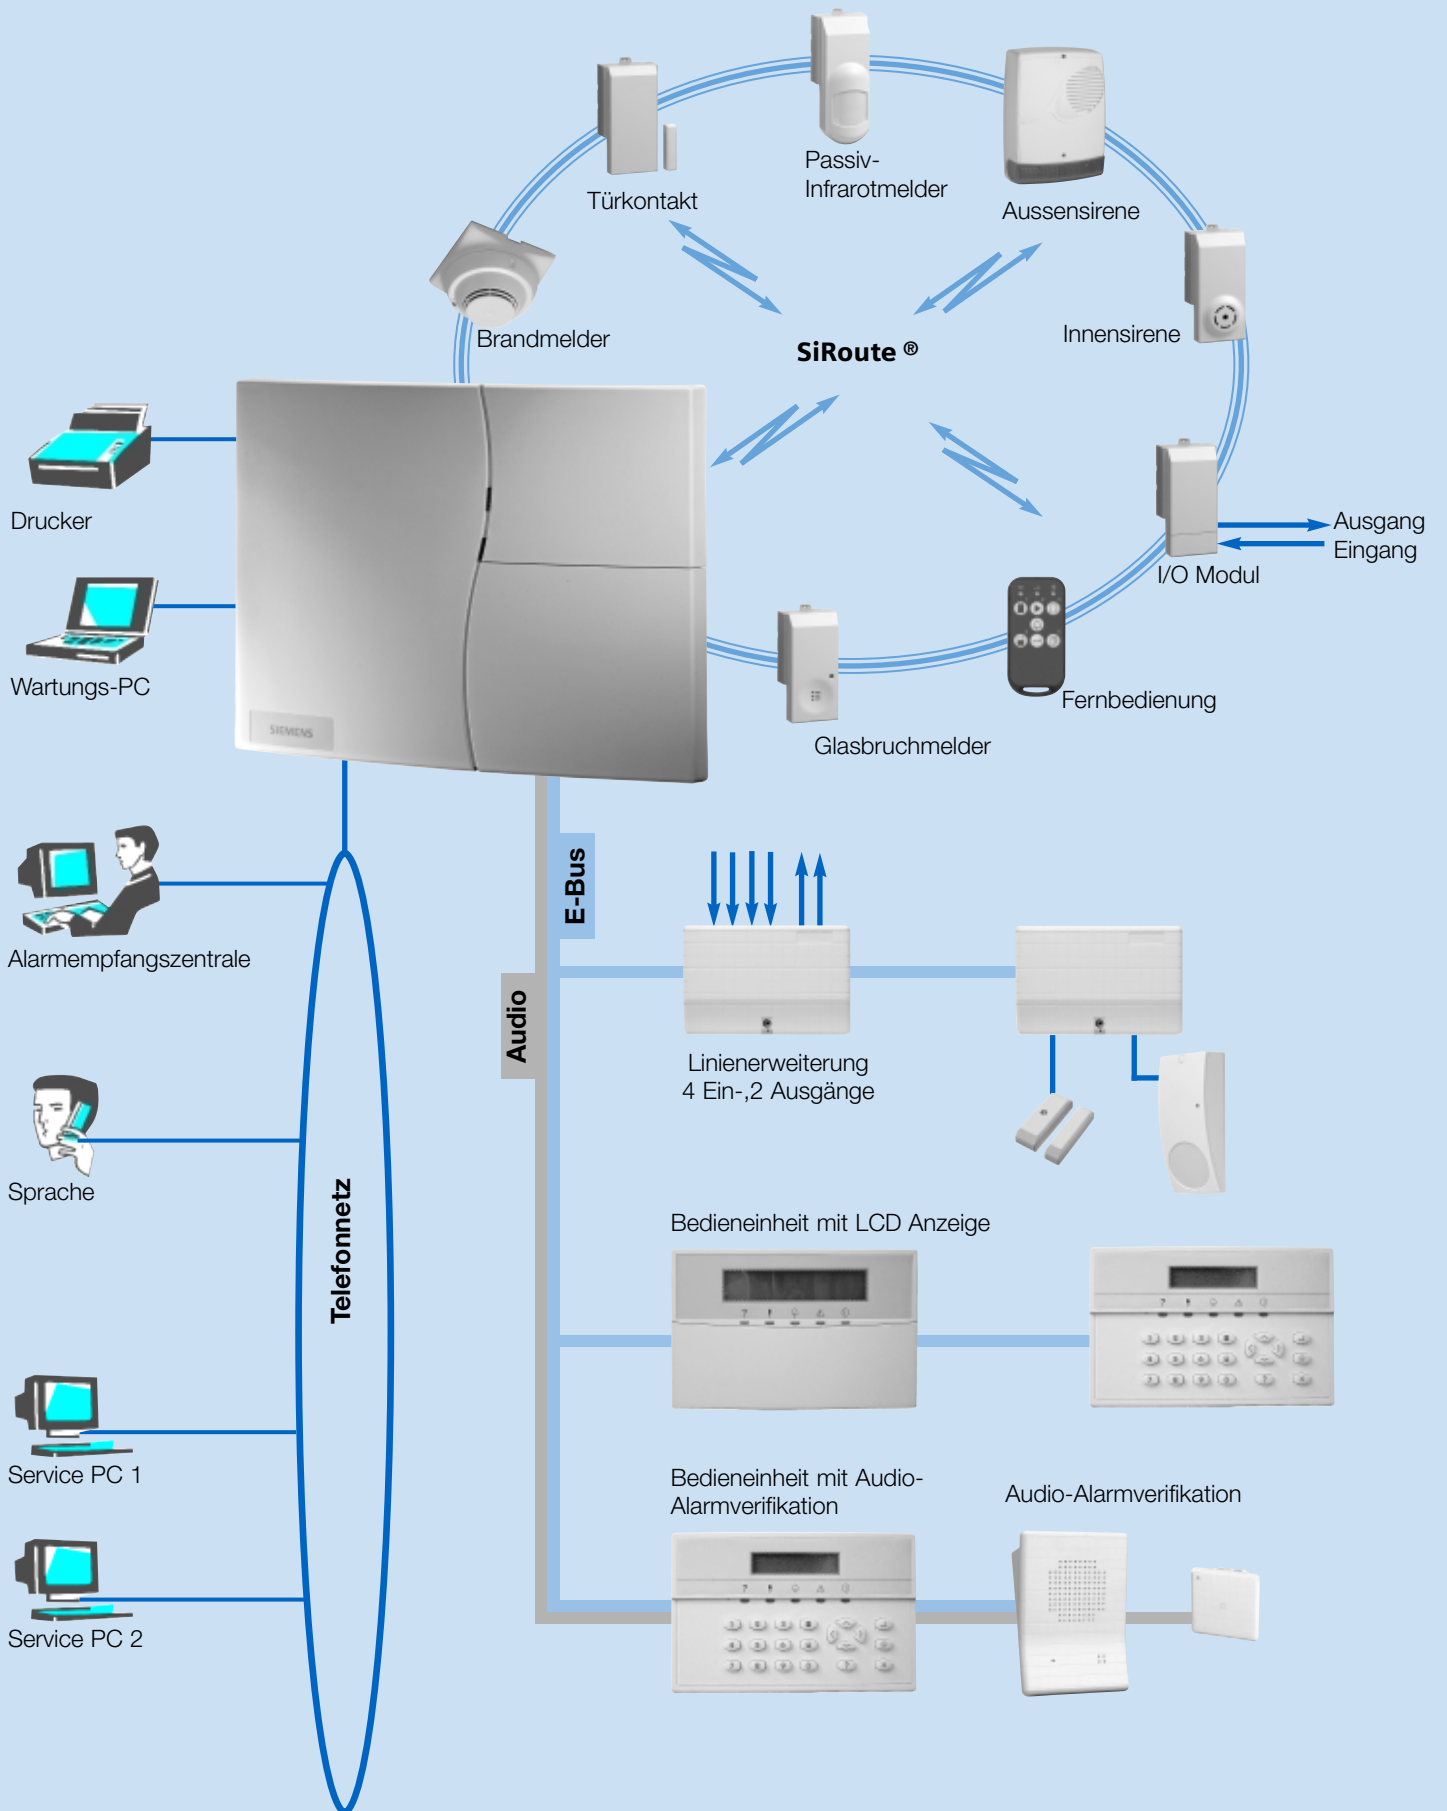 Passiv-
Infrarotmelder
Türkontakt
Aussensirene
Brandmelder
Innensirene
SiRoute ®
Drucker
Ausgang
Eingang
I/O Modul
Wartungs-PC
Fernbedienung
SIEMENS
Glasbruchmelder
E-Bus
Alarmempfangszentrale
Audio
Linienerweiterung
4 Ein-,2 Ausgänge
Sprache
Telefonnetz
Bedieneinheit mit LCD Anzeige
Service PC 1
Bedieneinheit mit Audio-
Alarmverifikation
Audio-Alarmverifikation
Service PC 2